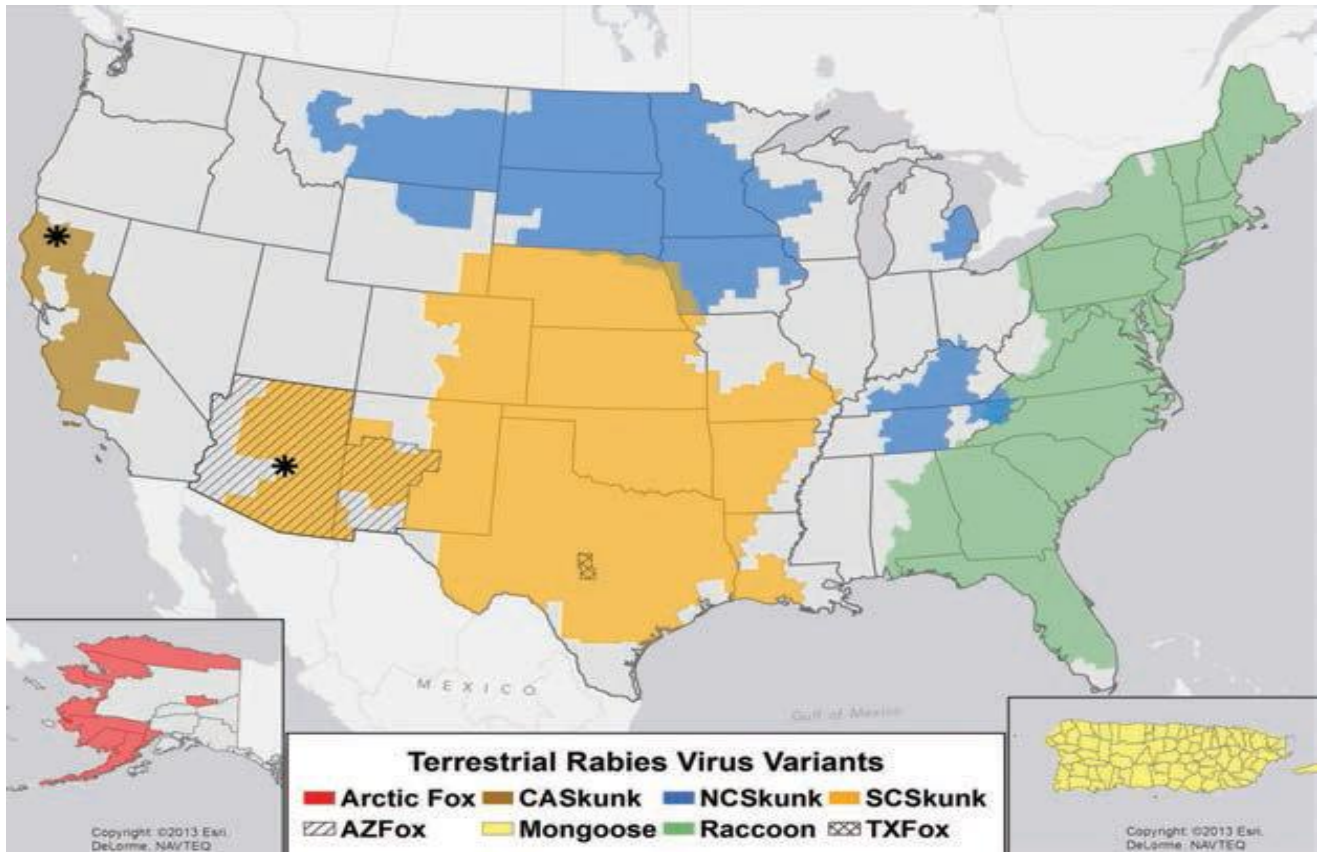 MEXICO
Gulf of Mexico
Terrestrial Rabies Virus Variants
Arctic Fox CASkunk NCSkunk SCSkunk
AZFox Mongoose Raccoon TXFox
Copyright: ©2013 Esri,
DeLorme, NAVTEQ
Copyright: ©2013 Esri,
DeLorme, NAVTEQ